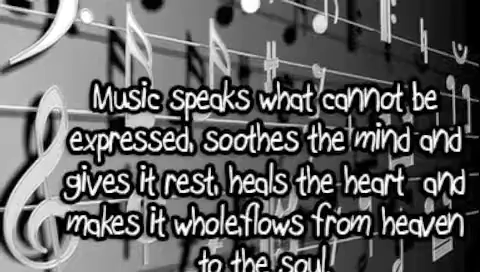 Music speaks what cannot be
expressed, soothes the mind and
gives it rest, heals the heart and
makes it whole,flows from heaven
to the soul.